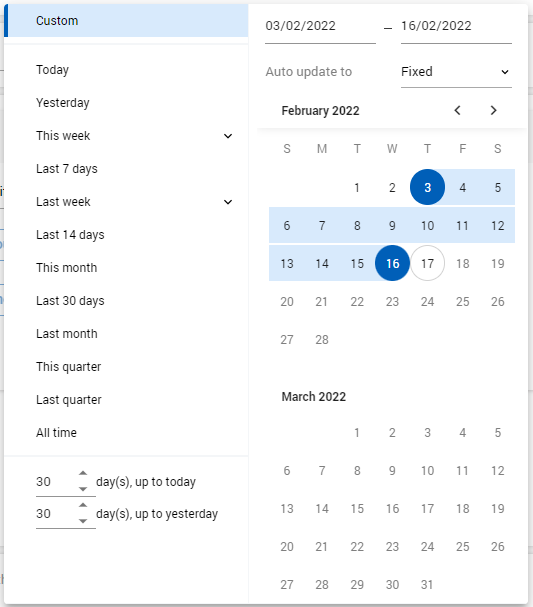 Custom
Today
Yesterday
This week
Last 7 days
Last week
Last 14 days
This month
Last 30 days
Last month
This quarter
Last quarter
All time
30 day(s), up to today
30 day(s), up to yesterday
03/02/2022 – 16/02/2022
Auto update to Fixed
February 2022
S M T W T F S
1 2 3 4 5
6 7 8 9 10 11 12
13 14 15 16 17 18 19
20 21 22 23 24 25 26
27 28
March 2022
1 2 3 4 5
6 7 8 9 10 11 12
13 14 15 16 17 18 19
20 21 22 23 24 25 26
27 28 29 30 31